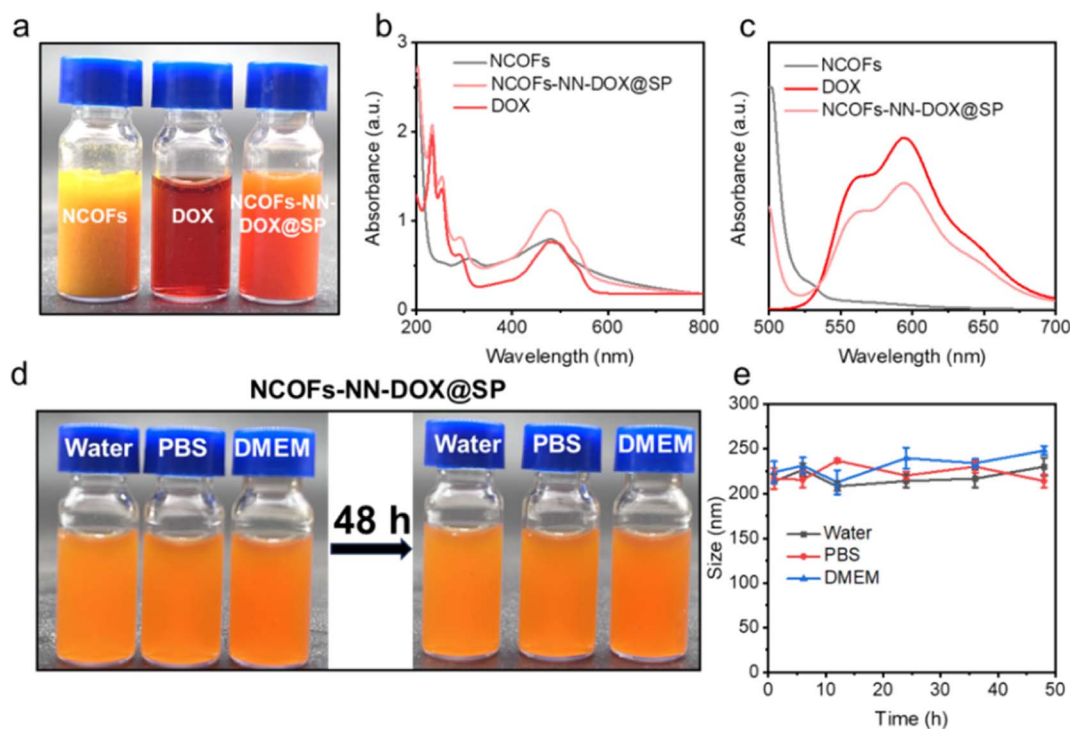 a
NCOFs
DOX
NCOFs-NN-
DOX@SP
b
3
2
1
0
Absorbance (a.u.)
NCOFs
NCOFs-NN-DOX@SP
DOX
200
400
600
800
Wavelength (nm)
c
Absorbance (a.u.)
NCOFs
DOX
NCOFs-NN-DOX@SP
500
550
600
650
700
Wavelength (nm)
d
NCOFs-NN-DOX@SP
Water
PBS
DMEM
48 h
Water
PBS
DMEM
e
300
250
200
150
100
50
0
Size (nm)
Water
PBS
DMEM
0
10
20
30
40
50
Time (h)